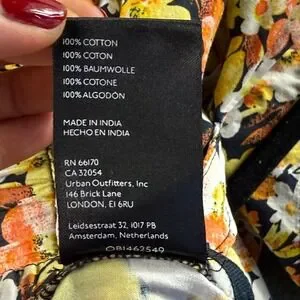 100% COTTON
100% COTON
100% BAUMWOLLE
100% COTONE
100% ALGODÓN
MADE IN INDIA
HECHO EN INDIA
RN 66170
CA 32054
Urban Outfitters, Inc
146 Brick Lane
LONDON, E1 6RU
Leidsestraat 32, 1017 PB
Amsterdam, Netherlands
OB1462549